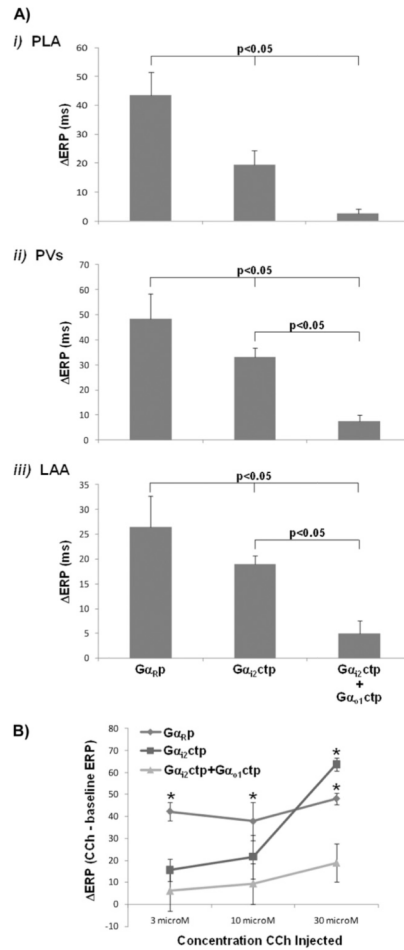 A)
i) PLA
p<0.05
ΔERP (ms)
50
40
30
20
10
0
ii) PVs
p<0.05
p<0.05
ΔERP (ms)
70
60
50
40
30
20
10
0
iii) LAA
p<0.05
p<0.05
ΔERP (ms)
35
30
25
20
15
10
5
0
GαRp
Gαi2ctp
Gαi2ctp
+
Gαo1ctp
B)
GαRp
Gαi2ctp
Gαi2ctp+Gαo1ctp
ΔERP (CCh - baseline ERP)
80
70
60
50
40
30
20
10
0
-10
*
*
*
*
3 microM
10 microM
30 microM
Concentration CCh Injected